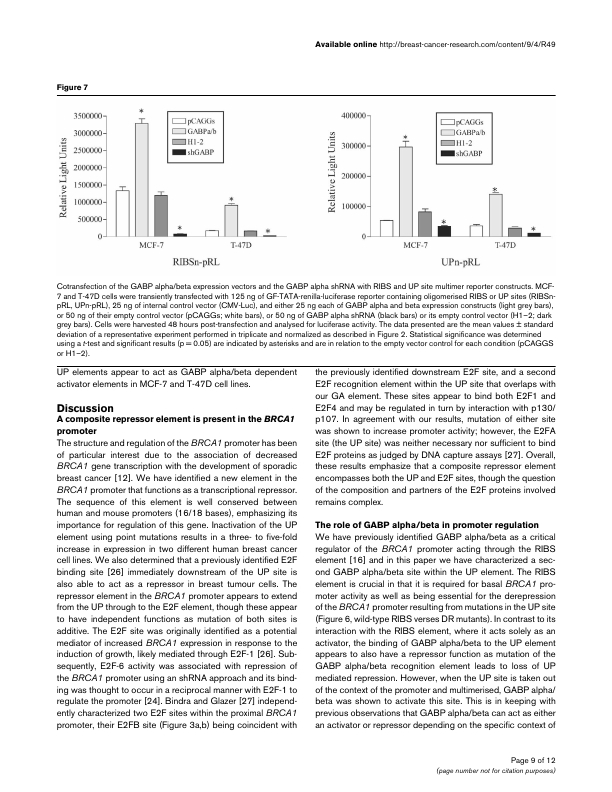 Available online http://breast-cancer-research.com/content/9/4/R49
Figure 7
Relative Light Units
3500000
3000000
2500000
2000000
1500000
1000000
500000
0
pCAGGs
GABPa/b
H1-2
shGABP
*
*
*
*
MCF-7
T-47D
RIBSn-pRL
Relative Light Units
400000
300000
200000
100000
0
pCAGGs
GABPa/b
H1-2
shGABP
*
*
*
*
MCF-7
T-47D
UPn-pRL
Cotransfection of the GABP alpha/beta expression vectors and the GABP alpha shRNA with RIBS and UP site multimer reporter constructs. MCF-
7 and T-47D cells were transiently transfected with 125 ng of GF-TATA-renilla-luciferase reporter containing oligomerised RIBS or UP sites (RIBSn-
pRL, UPn-pRL), 25 ng of internal control vector (CMV-Luc), and either 25 ng each of GABP alpha and beta expression constructs (light grey bars),
or 50 ng of their empty control vector (pCAGGs; white bars), or 50 ng of GABP alpha shRNA (black bars) or its empty control vector (H1–2; dark
grey bars). Cells were harvested 48 hours post-transfection and analysed for luciferase activity. The data presented are the mean values ± standard
deviation of a representative experiment performed in triplicate and normalized as described in Figure 2. Statistical significance was determined
using a t-test and significant results (p = 0.05) are indicated by asterisks and are in relation to the empty vector control for each condition (pCAGGS
or H1–2).
UP elements appear to act as GABP alpha/beta dependent
activator elements in MCF-7 and T-47D cell lines.
Discussion
A composite repressor element is present in the BRCA1
promoter
The structure and regulation of the BRCA1 promoter has been
of particular interest due to the association of decreased
BRCA1 gene transcription with the development of sporadic
breast cancer [12]. We have identified a new element in the
BRCA1 promoter that functions as a transcriptional repressor.
The sequence of this element is well conserved between
human and mouse promoters (16/18 bases), emphasizing its
importance for regulation of this gene. Inactivation of the UP
element using point mutations results in a three- to five-fold
increase in expression in two different human breast cancer
cell lines. We also determined that a previously identified E2F
binding site [26] immediately downstream of the UP site is
also able to act as a repressor in breast tumour cells. The
repressor element in the BRCA1 promoter appears to extend
from the UP through to the E2F element, though these appear
to have independent functions as mutation of both sites is
additive. The E2F site was originally identified as a potential
mediator of increased BRCA1 expression in response to the
induction of growth, likely mediated through E2F-1 [26]. Sub-
sequently, E2F-6 activity was associated with repression of
the BRCA1 promoter using an shRNA approach and its bind-
ing was thought to occur in a reciprocal manner with E2F-1 to
regulate the promoter [24]. Bindra and Glazer [27] independ-
ently characterized two E2F sites within the proximal BRCA1
promoter, their E2FB site (Figure 3a,b) being coincident with
the previously identified downstream E2F site, and a second
E2F recognition element within the UP site that overlaps with
our GA element. These sites appear to bind both E2F1 and
E2F4 and may be regulated in turn by interaction with p130/
p107. In agreement with our results, mutation of either site
was shown to increase promoter activity; however, the E2FA
site (the UP site) was neither necessary nor sufficient to bind
E2F proteins as judged by DNA capture assays [27]. Overall,
these results emphasize that a composite repressor element
encompasses both the UP and E2F sites, though the question
of the composition and partners of the E2F proteins involved
remains complex.
The role of GABP alpha/beta in promoter regulation
We have previously identified GABP alpha/beta as a critical
regulator of the BRCA1 promoter acting through the RIBS
element [16] and in this paper we have characterized a sec-
ond GABP alpha/beta site within the UP element. The RIBS
element is crucial in that it is required for basal BRCA1 pro-
moter activity as well as being essential for the derepression
of the BRCA1 promoter resulting from mutations in the UP site
(Figure 6, wild-type RIBS verses DR mutants). In contrast to its
interaction with the RIBS element, where it acts solely as an
activator, the binding of GABP alpha/beta to the UP element
appears to also have a repressor function as mutation of the
GABP alpha/beta recognition element leads to loss of UP
mediated repression. However, when the UP site is taken out
of the context of the promoter and multimerised, GABP alpha/
beta was shown to activate this site. This is in keeping with
previous observations that GABP alpha/beta can act as either
an activator or repressor depending on the specific context of
Page 9 of 12
(page number not for citation purposes)